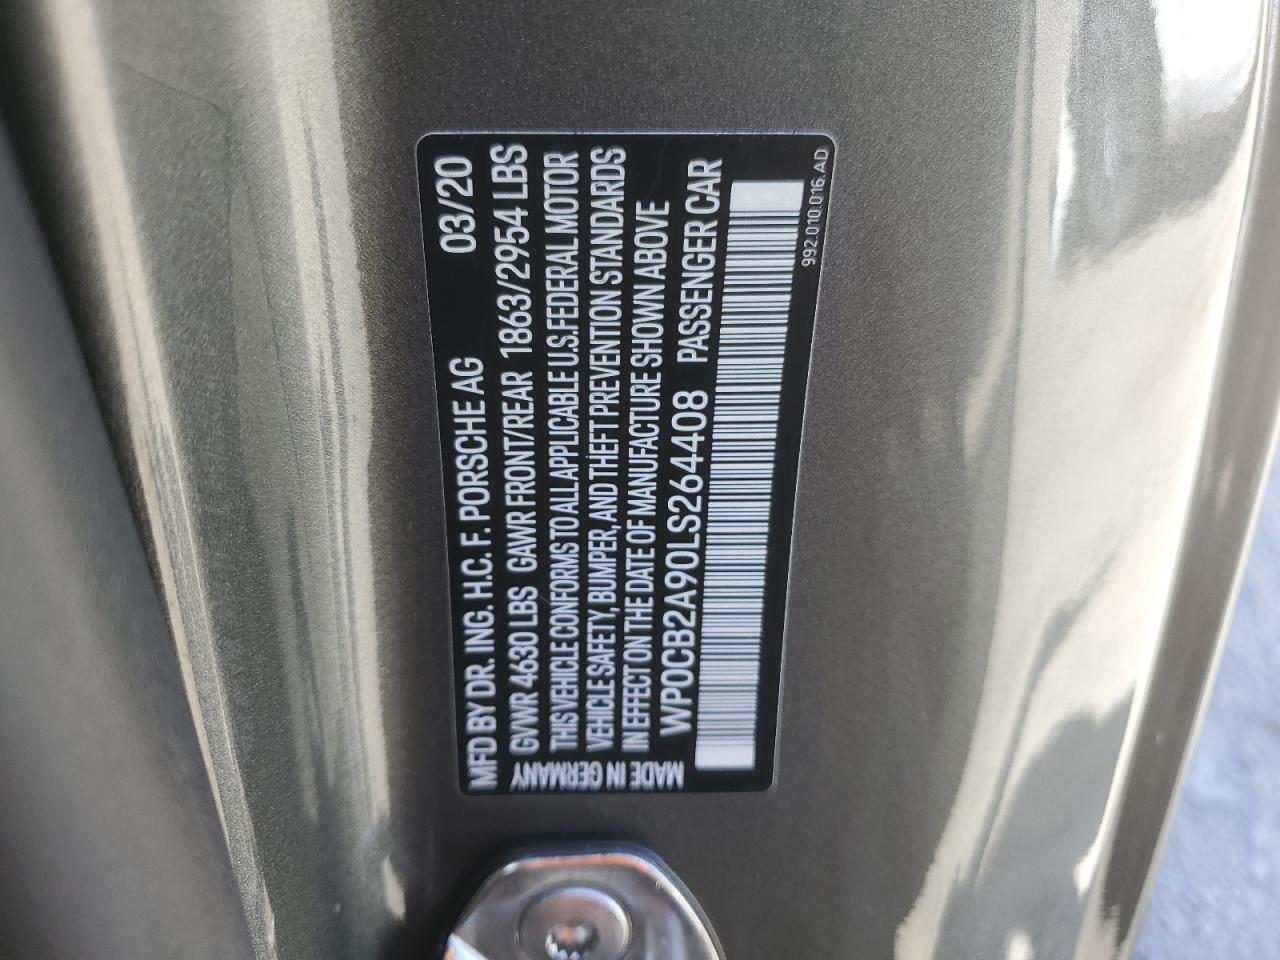 MFD BY DR. ING. H.C. F. PORSCHE AG 03/20
GVWR 4630 LBS GAWR FRONT/REAR 1863/2954 LBS
THIS VEHICLE CONFORMS TO ALL APPLICABLE U.S. FEDERAL MOTOR
VEHICLE SAFETY, BUMPER, AND THEFT PREVENTION STANDARDS
IN EFFECT ON THE DATE OF MANUFACTURE SHOWN ABOVE
MADE IN GERMANY
WP0CB2A90LS264408 PASSENGER CAR
992.010.016.AD